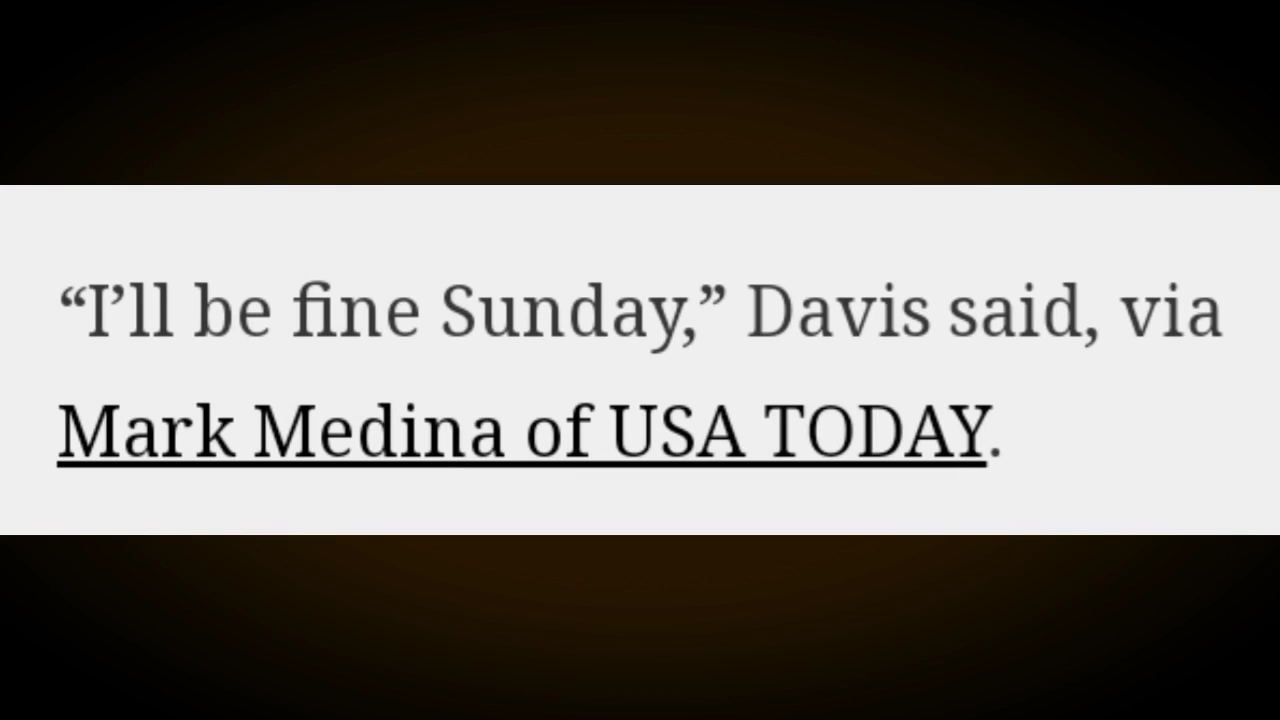 “I’ll be fine Sunday,” Davis said, via
Mark Medina of USA TODAY.